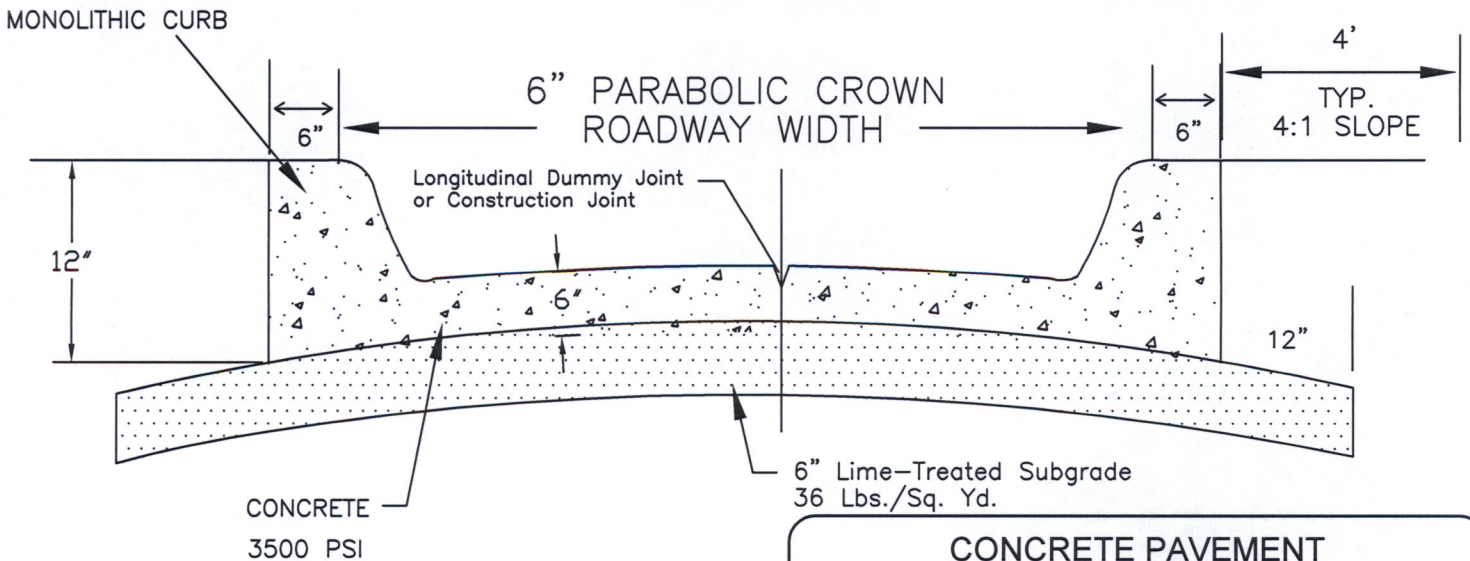 MONOLITHIC CURB
4'
6" PARABOLIC CROWN
ROADWAY WIDTH
TYP.
4:1 SLOPE
6"
6"
Longitudinal Dummy Joint
or Construction Joint
12"
6"
12"
6" Lime-Treated Subgrade
36 Lbs./Sq. Yd.
CONCRETE
3500 PSI
CONCRETE PAVEMENT